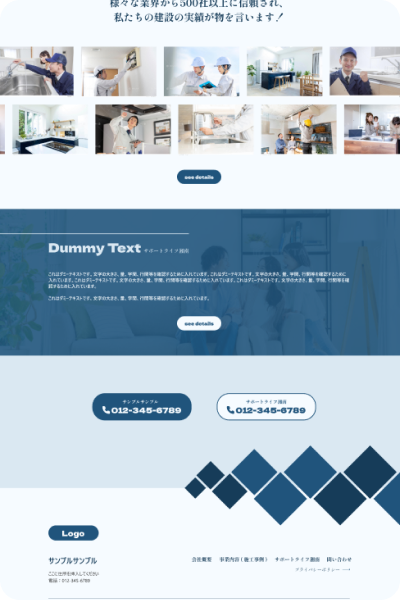 様々な業界から500社以上に信頼され、
私たちの建設の実績が物を言います！
see details
Dummy Text サポートライフ湘南
これはダミーテキストです。文字の大きさ、量、字間、行間等を確認するために入れています。これはダミーテキストです。文字の大きさ、量、字間、行間等を確認するために
入れています。これはダミーテキストです。文字の大きさ、量、字間、行間等を確認するために入れています。これはダミーテキストです。文字の大きさ、量、字間、行間等を確
認するために入れています。
これはダミーテキストです。文字の大きさ、量、字間、行間等を確認するために入れています。
see details
サンプルサンプル
012-345-6789
サポートライフ湘南
012-345-6789
Logo
サンプルサンプル
ここに住所を挿入してください
電話：012-345-6789
会社概要 事業内容（施工事例） サポートライフ湘南 問い合わせ
プライバシーポリシー →